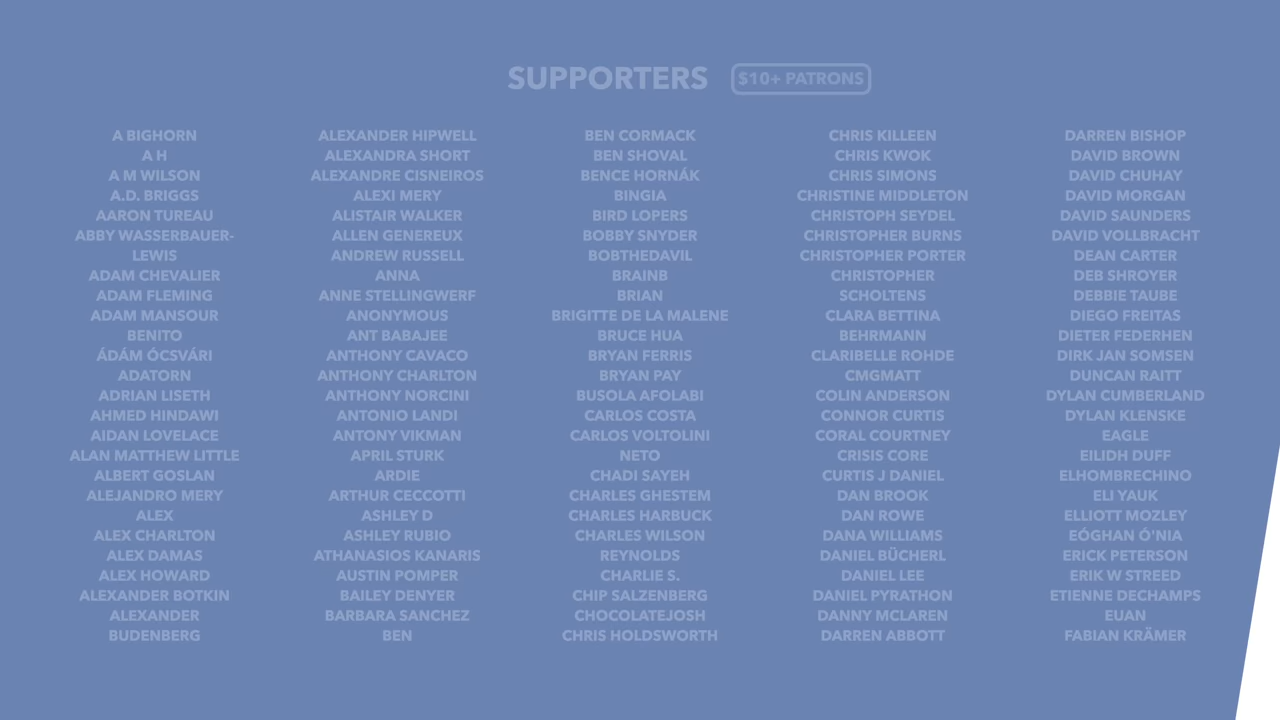 SUPPORTERS $10+ PATRONS
A BIGHORN
A H
A M WILSON
A.D. BRIGGS
AARON TUREAU
ABBY WASSERBAUER-
LEWIS
ADAM CHEVALIER
ADAM FLEMING
ADAM MANSOUR
BENITO
ÁDÁM ÓCSVÁRI
ADATORN
ADRIAN LISETH
AHMED HINDAWI
AIDAN LOVELACE
ALAN MATTHEW LITTLE
ALBERT GOSLAN
ALEJANDRO MERY
ALEX
ALEX CHARLTON
ALEX DAMAS
ALEX HOWARD
ALEXANDER BOTKIN
ALEXANDER
BUDENBERG
ALEXANDER HIPWELL
ALEXANDRA SHORT
ALEXANDRE CISNEIROS
ALEXI MERY
ALISTAIR WALKER
ALLEN GENEREUX
ANDREW RUSSELL
ANNA
ANNE STELLINGWERF
ANONYMOUS
ANT BABAJEE
ANTHONY CAVACO
ANTHONY CHARLTON
ANTHONY NORCINI
ANTONIO LANDI
ANTONY VIKMAN
APRIL STURK
ARDIE
ARTHUR CECCOTTI
ASHLEY D
ASHLEY RUBIO
ATHANASIOS KANARIS
AUSTIN POMPER
BAILEY DENYER
BARBARA SANCHEZ
BEN
BEN CORMACK
BEN SHOVAL
BENCE HORNÁK
BINGIA
BIRD LOPERS
BOBBY SNYDER
BOBTHEDAVIL
BRAINB
BRIAN
BRIGITTE DE LA MALENE
BRUCE HUA
BRYAN FERRIS
BRYAN PAY
BUSOLA AFOLABI
CARLOS COSTA
CARLOS VOLTOLINI
NETO
CHADI SAYEH
CHARLES GHESTEM
CHARLES HARBUCK
CHARLES WILSON
REYNOLDS
CHARLIE S.
CHIP SALZENBERG
CHOCOLATEJOSH
CHRIS HOLDSWORTH
CHRIS KILLEEN
CHRIS KWOK
CHRIS SIMONS
CHRISTINE MIDDLETON
CHRISTOPH SEYDEL
CHRISTOPHER BURNS
CHRISTOPHER PORTER
CHRISTOPHER
SCHOLTENS
CLARA BETTINA
BEHRMANN
CLARIBELLE ROHDE
CMGMATT
COLIN ANDERSON
CONNOR CURTIS
CORAL COURTNEY
CRISIS CORE
CURTIS J DANIEL
DAN BROOK
DAN ROWE
DANA WILLIAMS
DANIEL BÜCHERL
DANIEL LEE
DANIEL PYRATHON
DANNY MCLAREN
DARREN ABBOTT
DARREN BISHOP
DAVID BROWN
DAVID CHUHAY
DAVID MORGAN
DAVID SAUNDERS
DAVID VOLLBRACHT
DEAN CARTER
DEB SHROYER
DEBBIE TAUBE
DIEGO FREITAS
DIETER FEDERHEN
DIRK JAN SOMSEN
DUNCAN RAITT
DYLAN CUMBERLAND
DYLAN KLENSKE
EAGLE
EILIDH DUFF
ELHOMBRECHINO
ELI YAUK
ELLIOTT MOZLEY
EÓGHAN Ó'NIA
ERICK PETERSON
ERIK W STREED
ETIENNE DECHAMPS
EUAN
FABIAN KRÄMER